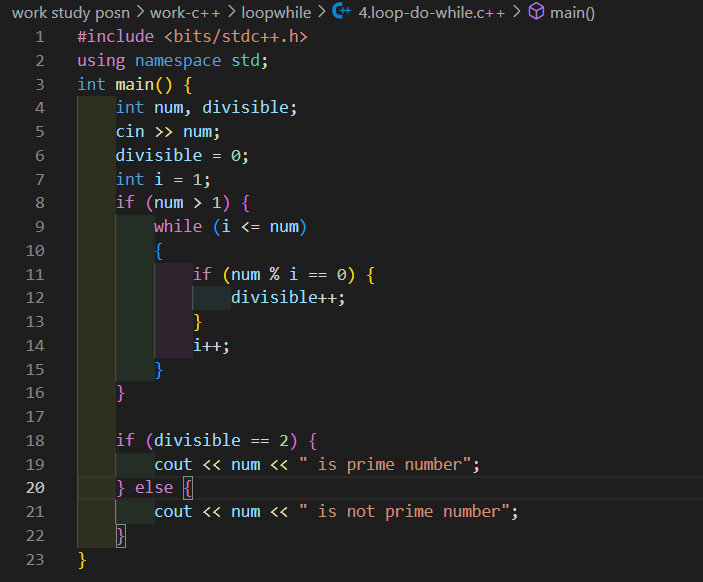 work study posn > work-c++ > loopwhile > 4.loop-do-while.c++ > main()
1 #include <bits/stdc++.h>
2 using namespace std;
3 int main() {
4     int num, divisible;
5     cin >> num;
6     divisible = 0;
7     int i = 1;
8     if (num > 1) {
9         while (i <= num)
10         {
11             if (num % i == 0) {
12                 divisible++;
13             }
14             i++;
15         }
16     }
17
18     if (divisible == 2) {
19         cout << num << " is prime number";
20     } else {
21         cout << num << " is not prime number";
22     }
23 }